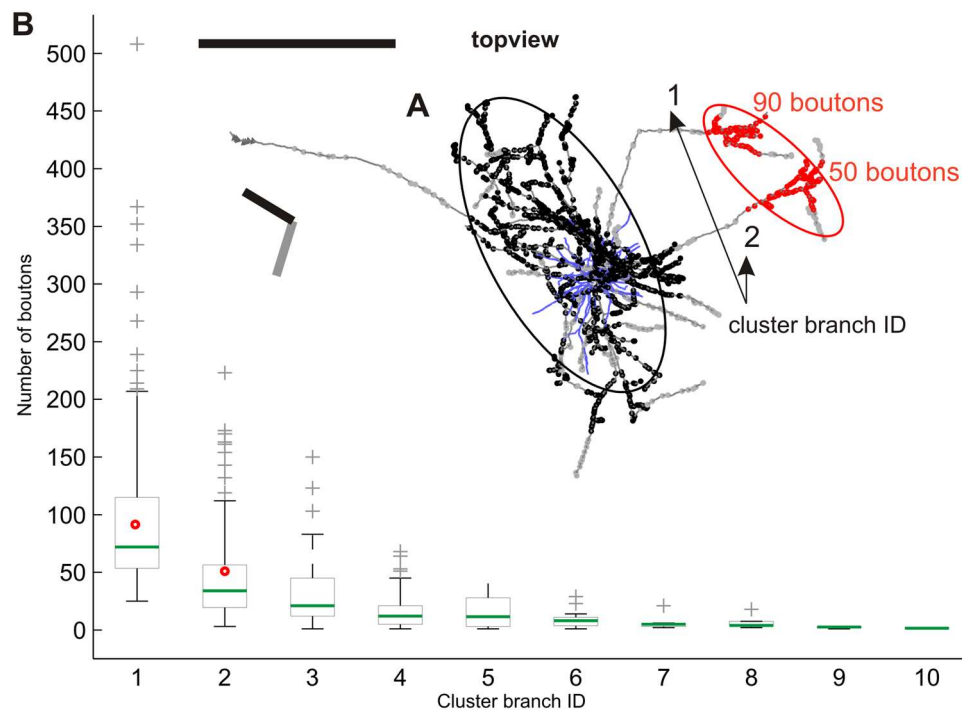 B
topview
A
1
90 boutons
50 boutons
2
cluster branch ID
Number of boutons
500
450
400
350
300
250
200
150
100
50
0
1 2 3 4 5 6 7 8 9 10
Cluster branch ID